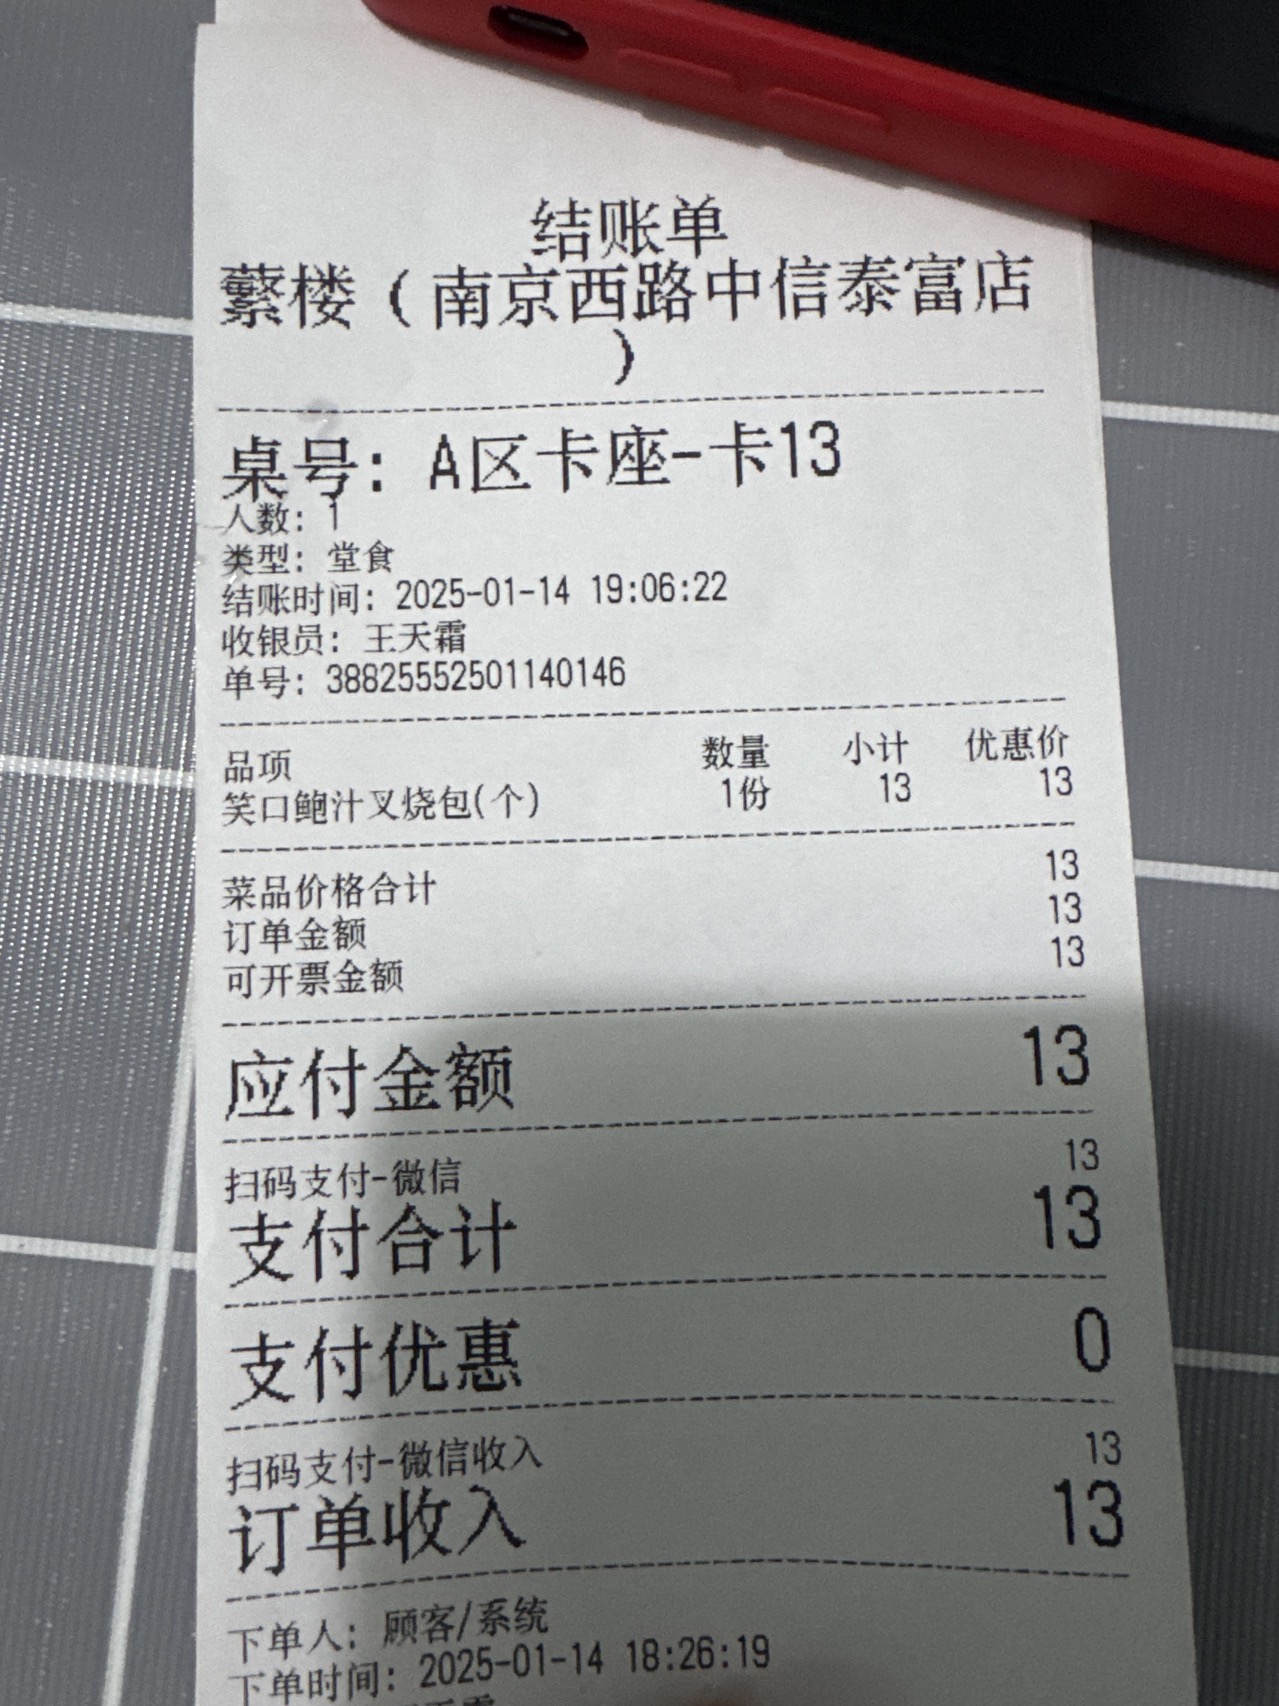 结账单
蘩楼（南京西路中信泰富店
）
桌号：A区卡座-卡13
人数：1
类型：堂食
结账时间：2025-01-14 19:06:22
收银员：王天霜
单号：38825552501140146
品项 数量 小计 优惠价
笑口鲍汁叉烧包(个) 1份 13 13
菜品价格合计 13
订单金额 13
可开票金额 13
应付金额 13
扫码支付-微信 13
支付合计 13
支付优惠 0
扫码支付-微信收入 13
订单收入 13
下单人：顾客/系统
下单时间：2025-01-14 18:26:19